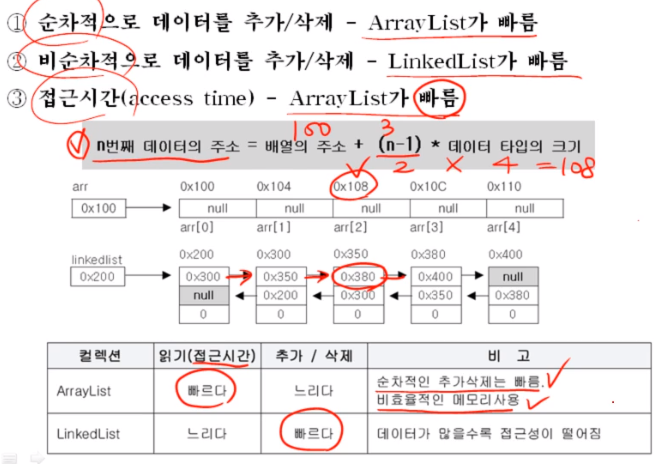 ① 순차적으로 데이터를 추가/삭제 - ArrayList가 빠름
② 비순차적으로 데이터를 추가/삭제 - LinkedList가 빠름
③ 접근시간(access time) - ArrayList가 빠름
100 3
n번째 데이터의 주소 = 배열의 주소 + (n-1) * 데이터 타입의 크기
2 × 4 = 108
arr 0x100 0x104 0x108 0x10C 0x110
0x100 null null null null null
arr[0] arr[1] arr[2] arr[3] arr[4]
linkedlist 0x200 0x300 0x350 0x380 0x400
0x200 0x300 0x350 0x380 0x400 null
null 0x200 0x300 0x350 0x380
0 0 0 0 0
컬렉션 읽기(접근시간) 추가 / 삭제 비 고
ArrayList 빠르다 느리다 순차적인 추가삭제는 빠름.
비효율적인 메모리사용
LinkedList 느리다 빠르다 데이터가 많을수록 접근성이 떨어짐